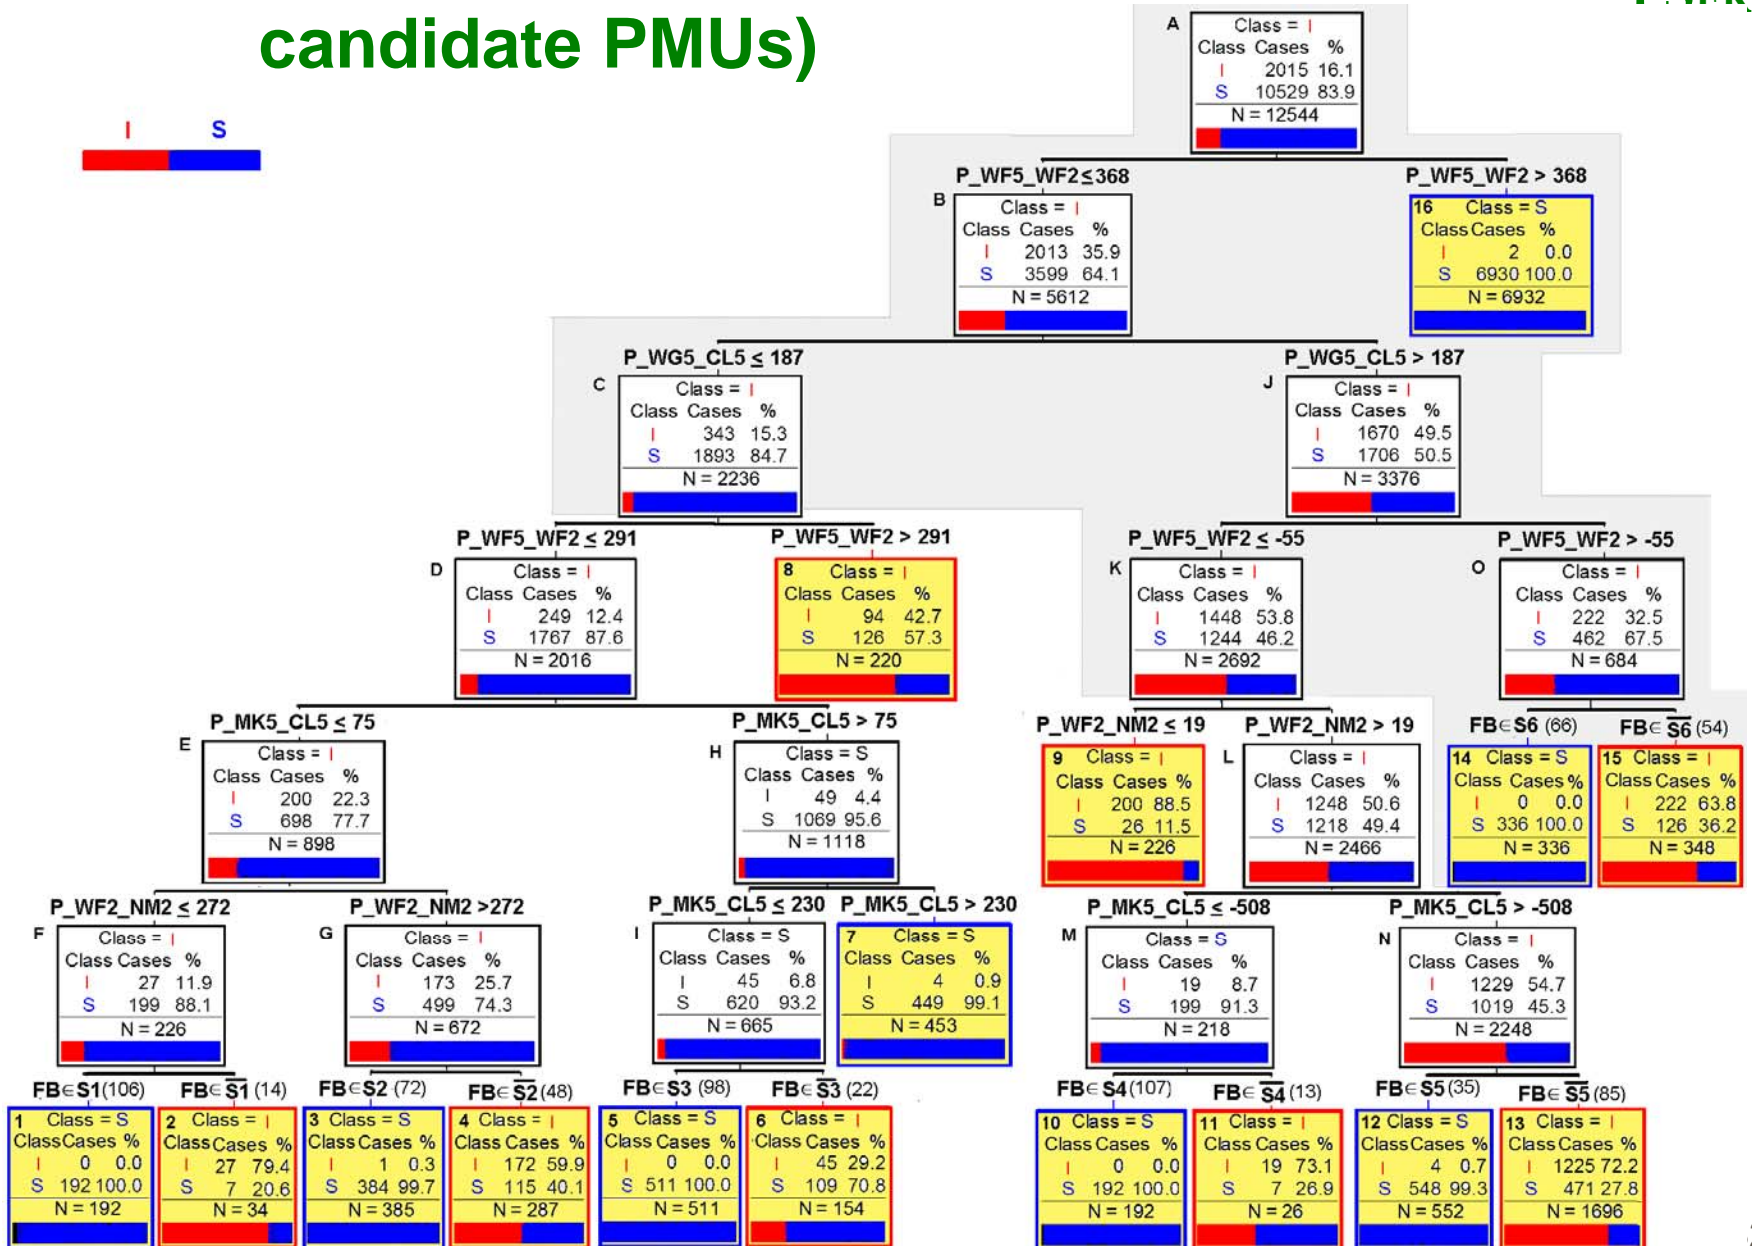 candidate PMUs)
I S
A
Class = I
Class Cases %
I 2015 16.1
S 10529 83.9
N = 12544
P_WF5_WF2 ≤ 368
P_WF5_WF2 > 368
B
Class = I
Class Cases %
I 2013 35.9
S 3599 64.1
N = 5612
16 Class = S
Class Cases %
I 2 0.0
S 6930 100.0
N = 6932
P_WG5_CL5 ≤ 187
P_WG5_CL5 > 187
C
Class = I
Class Cases %
I 343 15.3
S 1893 84.7
N = 2236
J
Class = I
Class Cases %
I 1670 49.5
S 1706 50.5
N = 3376
P_WF5_WF2 ≤ 291
P_WF5_WF2 > 291
P_WF5_WF2 ≤ -55
P_WF5_WF2 > -55
D
Class = I
Class Cases %
I 249 12.4
S 1767 87.6
N = 2016
8 Class = I
Class Cases %
I 94 42.7
S 126 57.3
N = 220
K
Class = I
Class Cases %
I 1448 53.8
S 1244 46.2
N = 2692
O
Class = I
Class Cases %
I 222 32.5
S 462 67.5
N = 684
P_MK5_CL5 ≤ 75
P_MK5_CL5 > 75
P_WF2_NM2 ≤ 19
P_WF2_NM2 > 19
FB∈S6 (66)
FB∈S̅6̅ (54)
E
Class = I
Class Cases %
I 200 22.3
S 698 77.7
N = 898
H
Class = S
Class Cases %
I 49 4.4
S 1069 95.6
N = 1118
9 Class = I
Class Cases %
I 200 88.5
S 26 11.5
N = 226
L
Class = I
Class Cases %
I 1248 50.6
S 1218 49.4
N = 2466
14 Class = S
Class Cases %
I 0 0.0
S 336 100.0
N = 336
15 Class = I
Class Cases %
I 222 63.8
S 126 36.2
N = 348
P_WF2_NM2 ≤ 272
P_WF2_NM2 >272
P_MK5_CL5 ≤ 230
P_MK5_CL5 > 230
P_MK5_CL5 ≤ -508
P_MK5_CL5 > -508
F
Class = I
Class Cases %
I 27 11.9
S 199 88.1
N = 226
G
Class = I
Class Cases %
I 173 25.7
S 499 74.3
N = 672
I
Class = S
Class Cases %
I 45 6.8
S 620 93.2
N = 665
7 Class = S
Class Cases %
I 4 0.9
S 449 99.1
N = 453
M
Class = S
Class Cases %
I 19 8.7
S 199 91.3
N = 218
N
Class = I
Class Cases %
I 1229 54.7
S 1019 45.3
N = 2248
FB∈S1(106)
FB∈S̅1̅ (14)
FB∈S2 (72)
FB∈S̅2̅ (48)
FB∈S3 (98)
FB∈S̅3̅ (22)
FB∈S4 (107)
FB∈S̅4̅ (13)
FB∈S5 (35)
FB∈S̅5̅ (85)
1 Class = S
Class Cases %
I 0 0.0
S 192 100.0
N = 192
2 Class = I
Class Cases %
I 27 79.4
S 7 20.6
N = 34
3 Class = S
Class Cases %
I 1 0.3
S 384 99.7
N = 385
4 Class = I
Class Cases %
I 172 59.9
S 115 40.1
N = 287
5 Class = S
Class Cases %
I 0 0.0
S 511 100.0
N = 511
6 Class = I
Class Cases %
I 45 29.2
S 109 70.8
N = 154
10 Class = S
Class Cases %
I 0 0.0
S 192 100.0
N = 192
11 Class = I
Class Cases %
I 19 73.1
S 7 26.9
N = 26
12 Class = S
Class Cases %
I 4 0.7
S 548 99.3
N = 552
13 Class = I
Class Cases %
I 1225 72.2
S 471 27.8
N = 1696